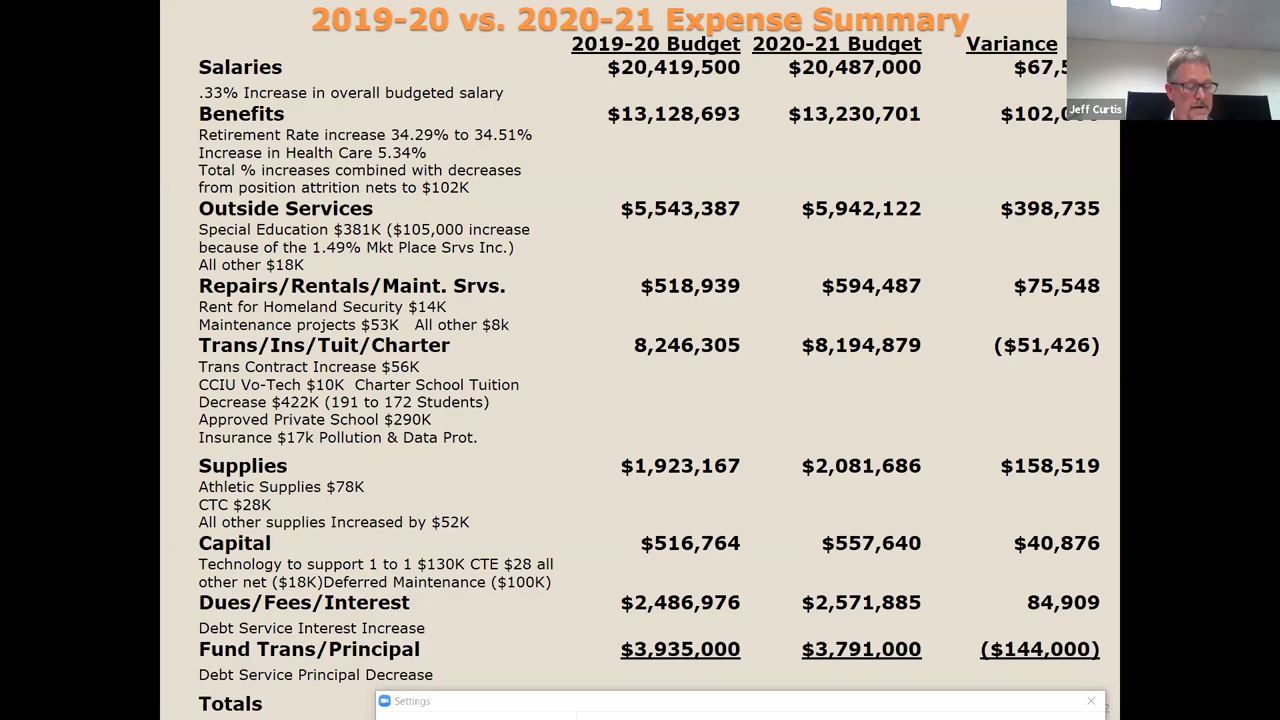 2019-20 vs. 2020-21 Expense Summary
2019-20 Budget 2020-21 Budget Variance
Salaries $20,419,500 $20,487,000
.33% Increase in overall budgeted salary
Benefits $13,128,693 $13,230,701
Jeff Curtis
Retirement Rate increase 34.29% to 34.51%
Increase in Health Care 5.34%
Total % increases combined with decreases
from position attrition nets to $102K
Outside Services $5,543,387 $5,942,122 $398,735
Special Education $381K ($105,000 increase
because of the 1.49% Mkt Place Srvs Inc.)
All other $18K
Repairs/Rentals/Maint. Srvs. $518,939 $594,487 $75,548
Rent for Homeland Security $14K
Maintenance projects $53K All other $8k
Trans/Ins/Tuit/Charter 8,246,305 $8,194,879 ($51,426)
Trans Contract Increase $56K
CCIU Vo-Tech $10K Charter School Tuition
Decrease $422K (191 to 172 Students)
Approved Private School $290K
Insurance $17k Pollution & Data Prot.
Supplies $1,923,167 $2,081,686 $158,519
Athletic Supplies $78K
CTC $28K
All other supplies Increased by $52K
Capital $516,764 $557,640 $40,876
Technology to support 1 to 1 $130K CTE $28 all
other net ($18K)Deferred Maintenance ($100K)
Dues/Fees/Interest $2,486,976 $2,571,885 84,909
Debt Service Interest Increase
Fund Trans/Principal $3,935,000 $3,791,000 ($144,000)
Debt Service Principal Decrease
Totals
Settings